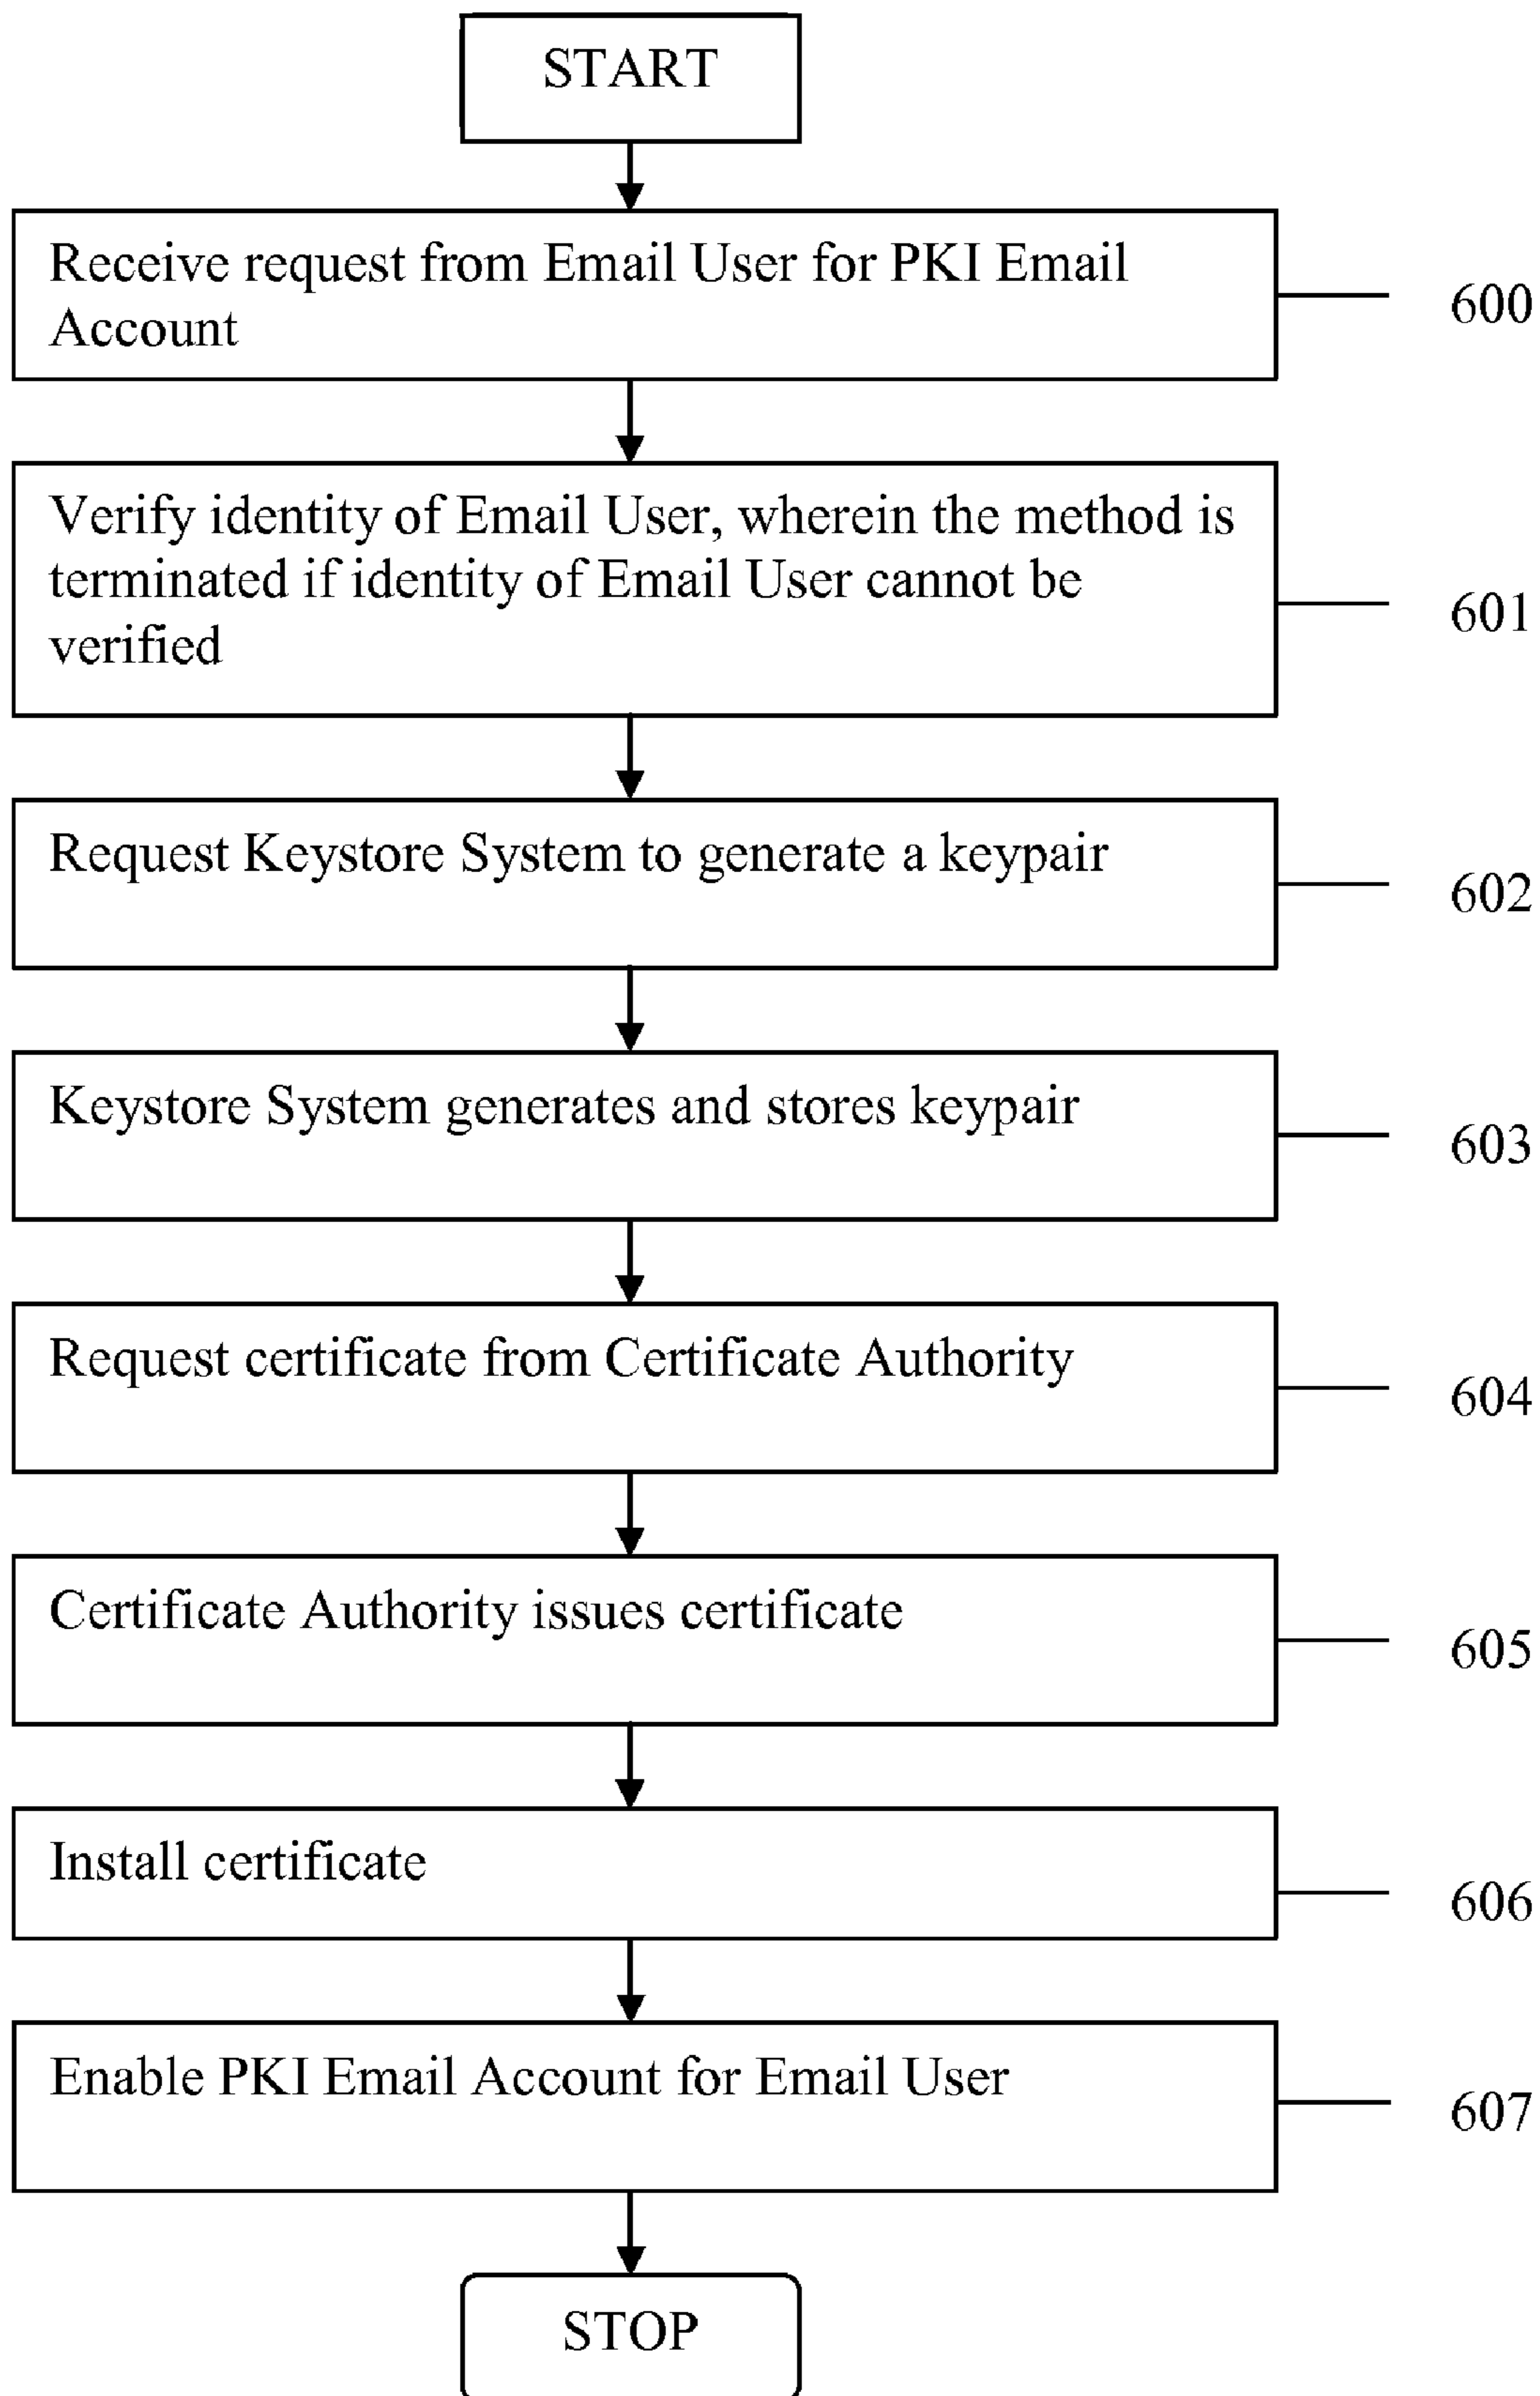 START
Receive request from Email User for PKI Email
Account
600
Verify identity of Email User, wherein the method is
terminated if identity of Email User cannot be
verified
601
Request Keystore System to generate a keypair
602
Keystore System generates and stores keypair
603
Request certificate from Certificate Authority
604
Certificate Authority issues certificate
605
Install certificate
606
Enable PKI Email Account for Email User
607
STOP